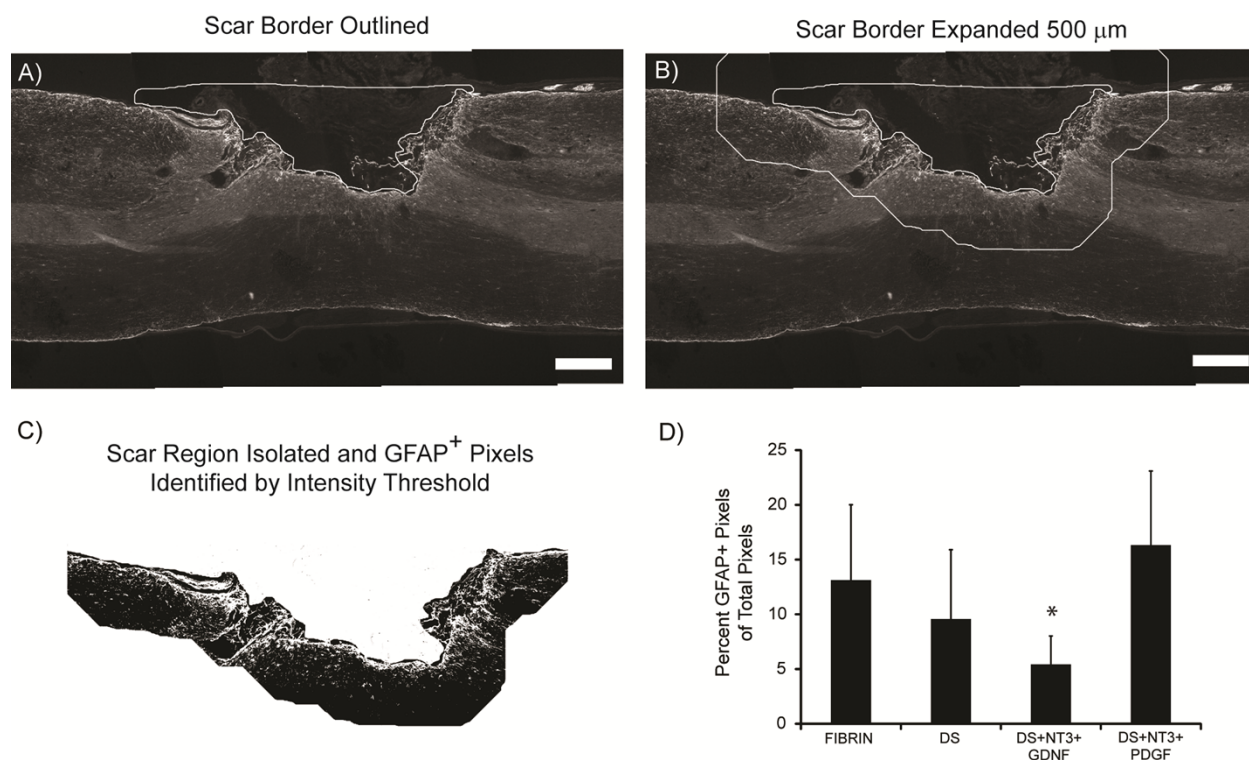 Scar Border Outlined
Scar Border Expanded 500 μm
A)
B)
C)
Scar Region Isolated and GFAP+ Pixels
Identified by Intensity Threshold
D)
Percent GFAP+ Pixels
of Total Pixels
25
20
15
10
5
0
*
FIBRIN
DS
DS+NT3+
GDNF
DS+NT3+
PDGF